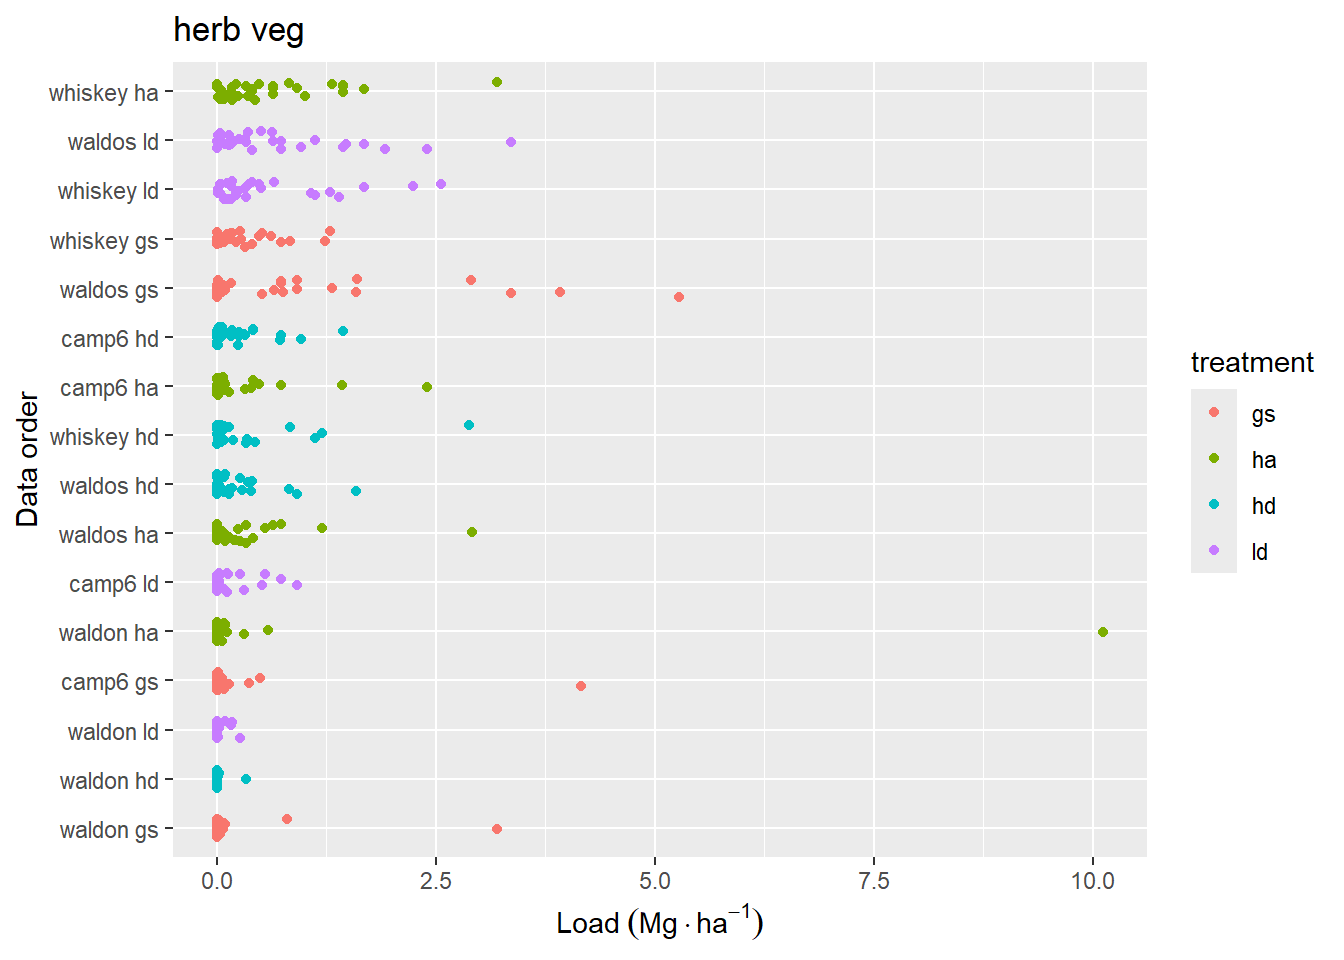 herb veg
whiskey ha
waldos ld
whiskey ld
whiskey gs
waldos gs
camp6 hd
camp6 ha
whiskey hd
waldos hd
waldos ha
camp6 ld
waldon ha
camp6 gs
waldon ld
waldon hd
waldon gs
Data order
0.0 2.5 5.0 7.5 10.0
Load (Mg · ha⁻¹)
treatment
gs
ha
hd
ld